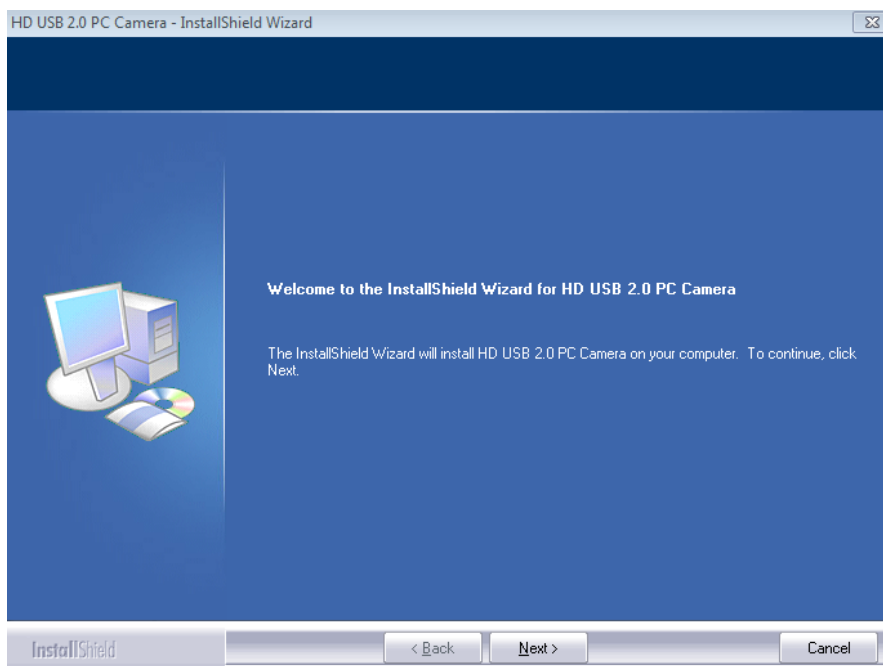 HD USB 2.0 PC Camera - InstallShield Wizard
Welcome to the InstallShield Wizard for HD USB 2.0 PC Camera
The InstallShield Wizard will install HD USB 2.0 PC Camera on your computer. To continue, click
Next.
InstallShield
< Back
Next >
Cancel